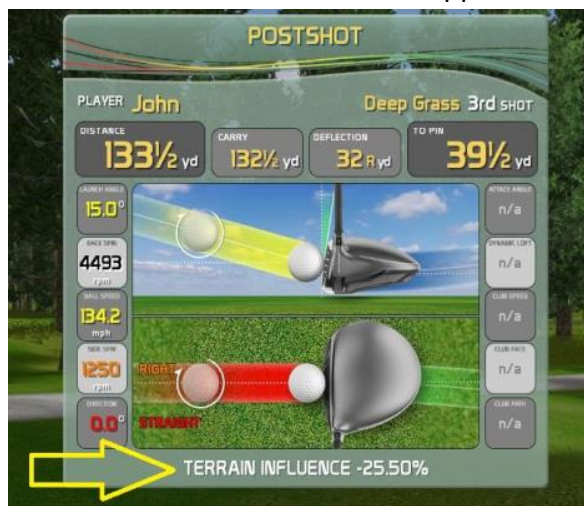 POSTSHOT
PLAYER John Deep Grass 3rd SHOT
DISTANCE
133½ yd
CARRY
132½ yd
DEFLECTION
32 R yd
TO PIN
39½ yd
LAUNCH ANGLE
15.0°
BACK SPIN
4493
rpm
BALL SPEED
134.2
mph
SIDE SPIN
1250
rpm
DIRECTION
0.0°
RIGHT
STRAIGHT
ATTACK ANGLE
n/a
DYNAMIC LOFT
n/a
CLUB SPEED
n/a
CLUB FACE
n/a
CLUB PATH
n/a
TERRAIN INFLUENCE -25.50%